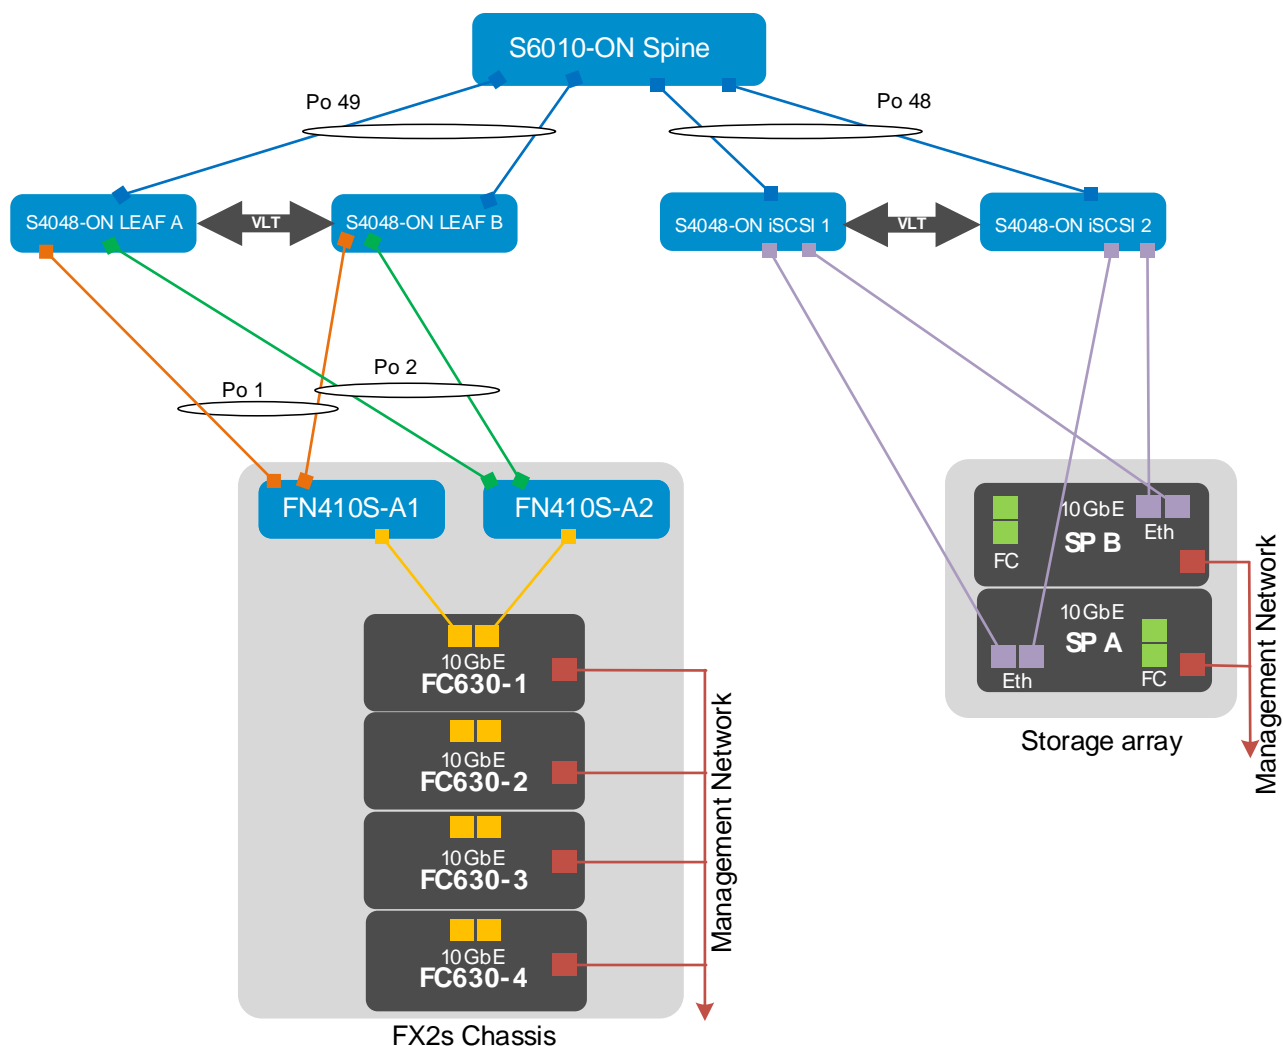 S6010-ON Spine
Po 49
Po 48
S4048-ON LEAF A
VLT
S4048-ON LEAF B
S4048-ON iSCSI 1
VLT
S4048-ON iSCSI 2
Po 1
Po 2
FN410S-A1
FN410S-A2
10GbE
FC630-1
10GbE
FC630-2
10GbE
FC630-3
10GbE
FC630-4
Management Network
FX2s Chassis
10GbE
SP B
Eth
FC
10GbE
SP A
Eth
FC
Storage array
Management Network